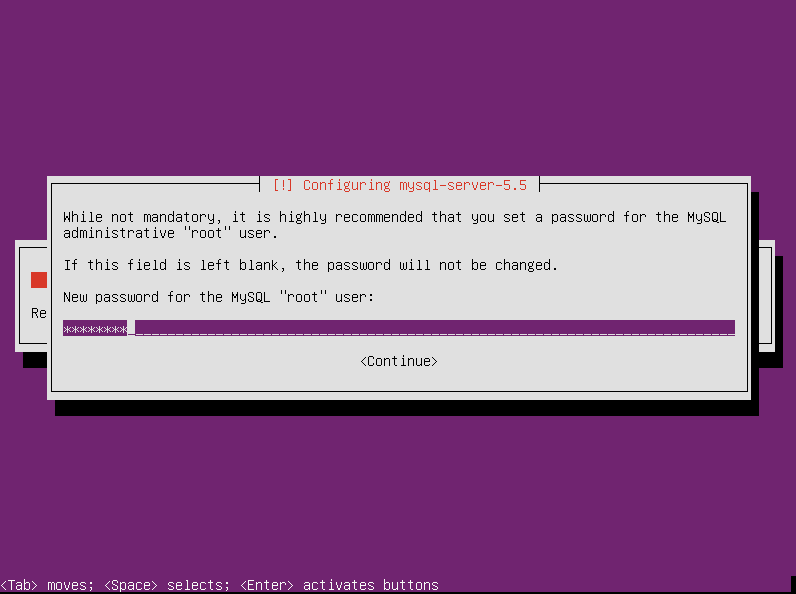 [!] Configuring mysql-server-5.5
While not mandatory, it is highly recommended that you set a password for the MySQL
administrative "root" user.
If this field is left blank, the password will not be changed.
Re
New password for the MySQL "root" user:
********
<Continue>
<Tab> moves; <Space> selects; <Enter> activates buttons